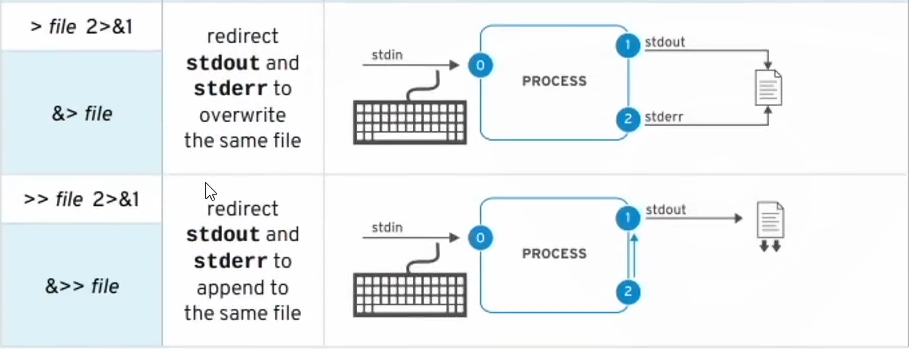 > file 2>&1
&> file
redirect
stdout and
stderr to
overwrite
the same file
stdin
0
PROCESS
1
stdout
2
stderr
>> file 2>&1
&>> file
redirect
stdout and
stderr to
append to
the same file
stdin
0
PROCESS
1
stdout
2